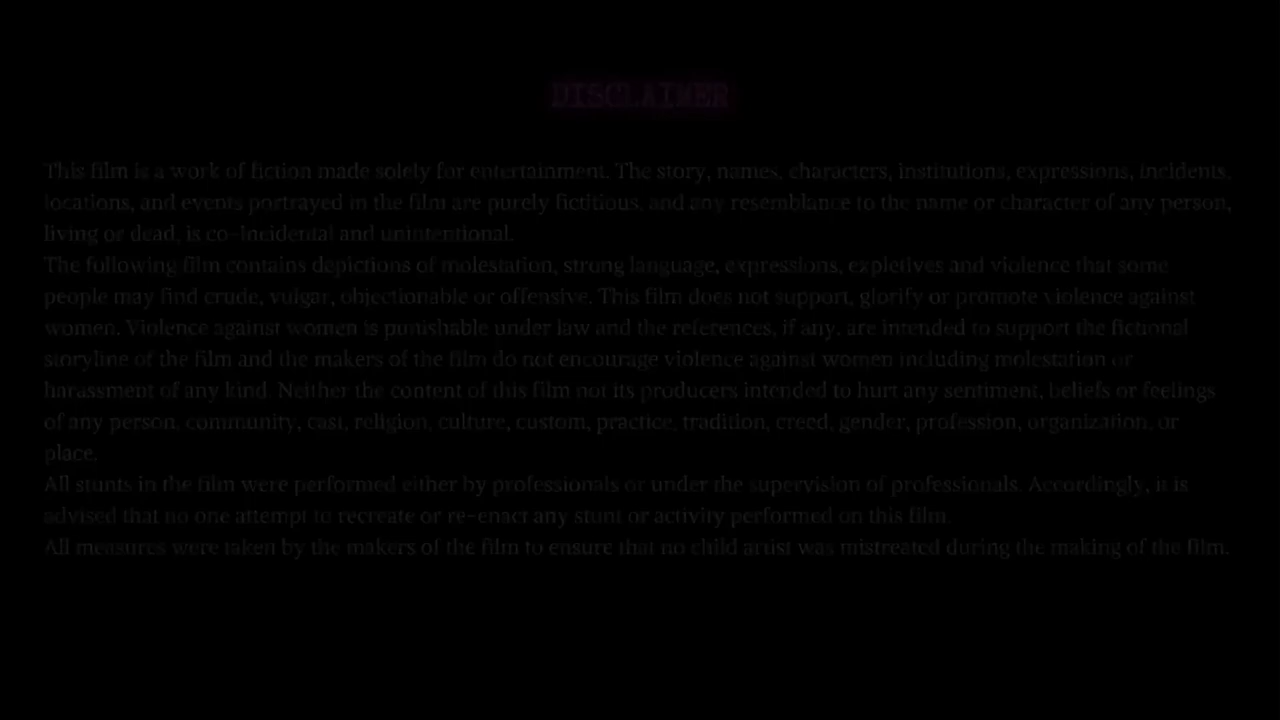 DISCLAIMER
This film is a work of fiction made solely for entertainment. The story, names, characters, institutions, expressions, incidents,
locations, and events portrayed in the film are purely fictitious, and any resemblance to the name or character of any person,
living or dead, is co-incidental and unintentional.
The following film contains depictions of molestation, strong language, expressions, expletives and violence that some
people may find crude, vulgar, objectionable or offensive. This film does not support, glorify or promote violence against
women. Violence against women is punishable under law and the references, if any, are intended to support the fictional
storyline of the film and the makers of the film do not encourage violence against women including molestation or
harassment of any kind. Neither the content of this film not its producers intended to hurt any sentiment, beliefs or feelings
of any person, community, cast, religion, culture, custom, practice, tradition, creed, gender, profession, organization, or
place.
All stunts in the film were performed either by professionals or under the supervision of professionals. Accordingly, it is
advised that no one attempt to recreate or re-enact any stunt or activity performed on this film.
All measures were taken by the makers of the film to ensure that no child artist was mistreated during the making of the film.